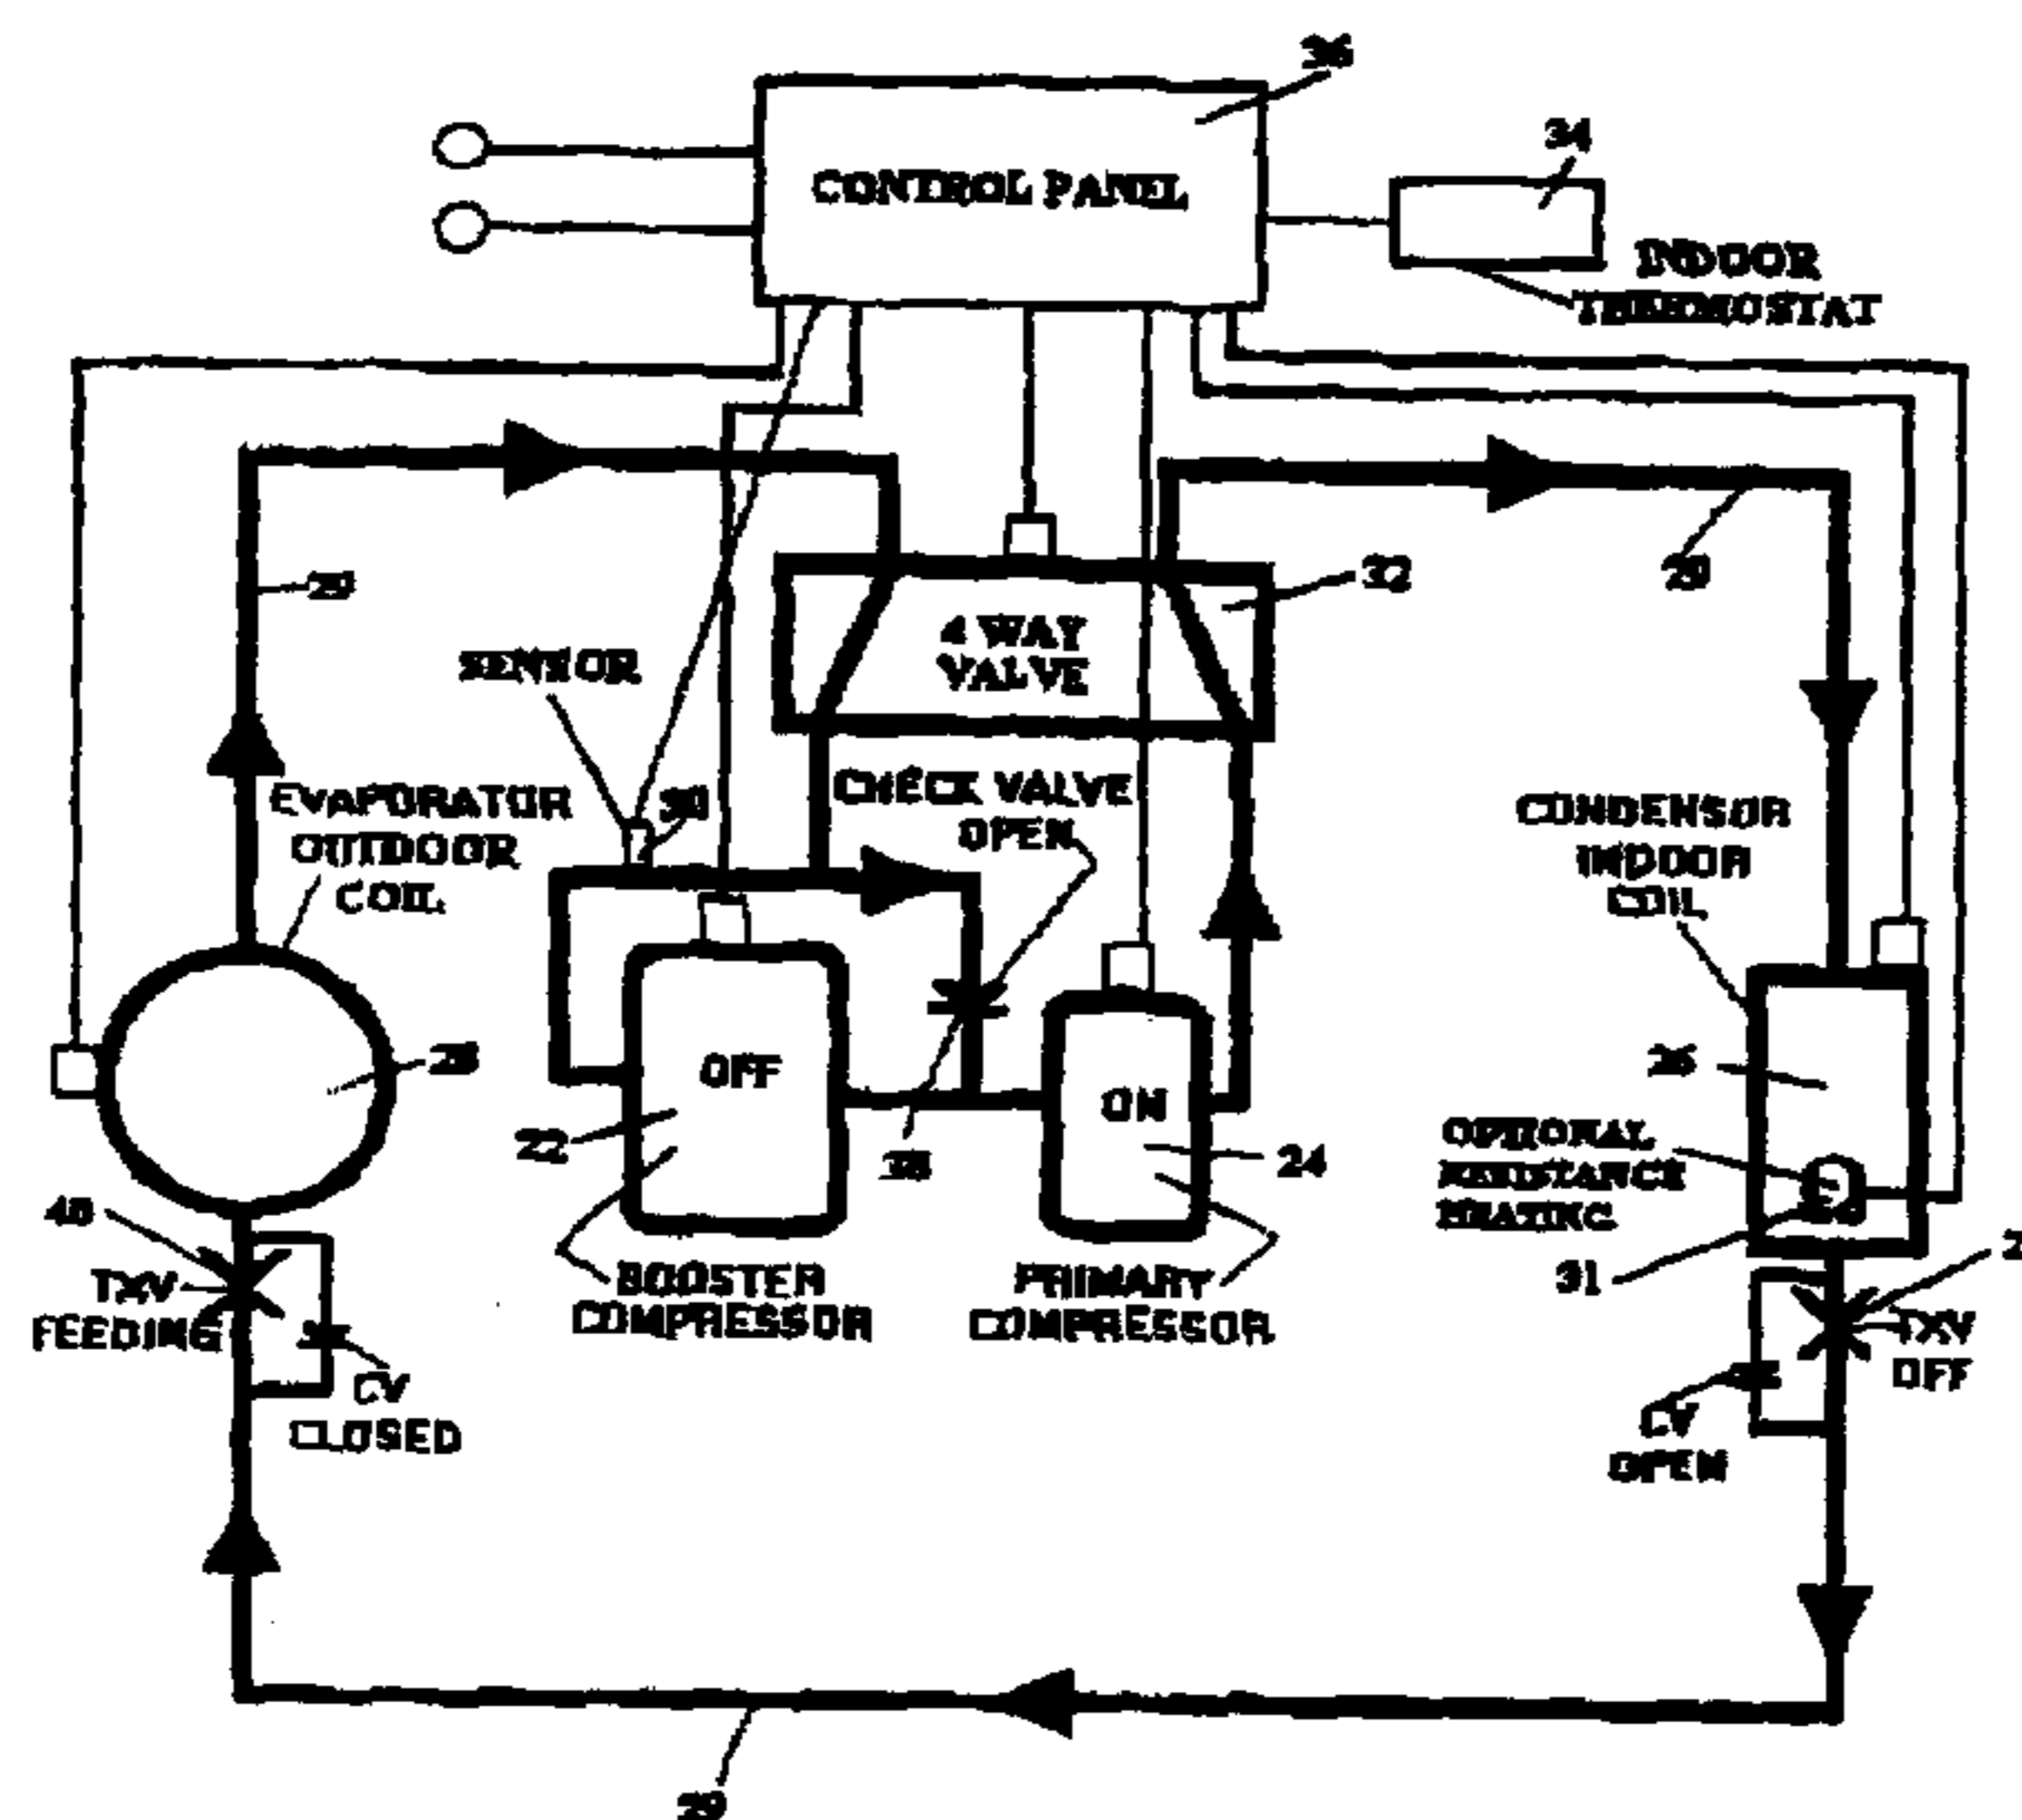 36
CONTROL PANEL
34
INDOOR
THERMOSTAT
29
29
32
4 WAY
VALVE
SENSOR
30
CHECK VALVE
OPEN
EVAPORATOR
OUTDOOR
COIL
CONDENSOR
INDOOR
COIL
28
OFF
ON
26
22
38
24
OPTIONAL
RESISTANCE
HEATING
40
TXV
FEEDING
BOOSTER
COMPRESSOR
PRIMARY
COMPRESSOR
31
TXV
OFF
CV
CLOSED
CV
OPEN
29